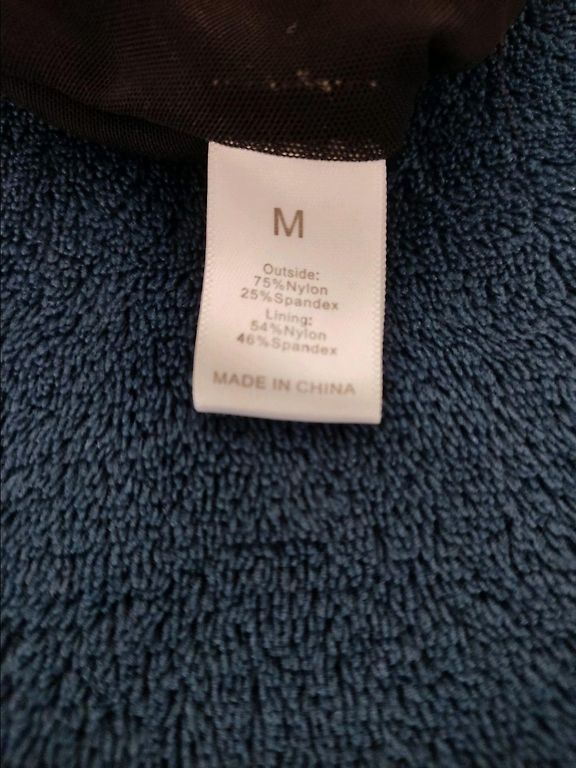 M
Outside:
75%Nylon
25%Spandex
Lining:
54%Nylon
46%Spandex
MADE IN CHINA